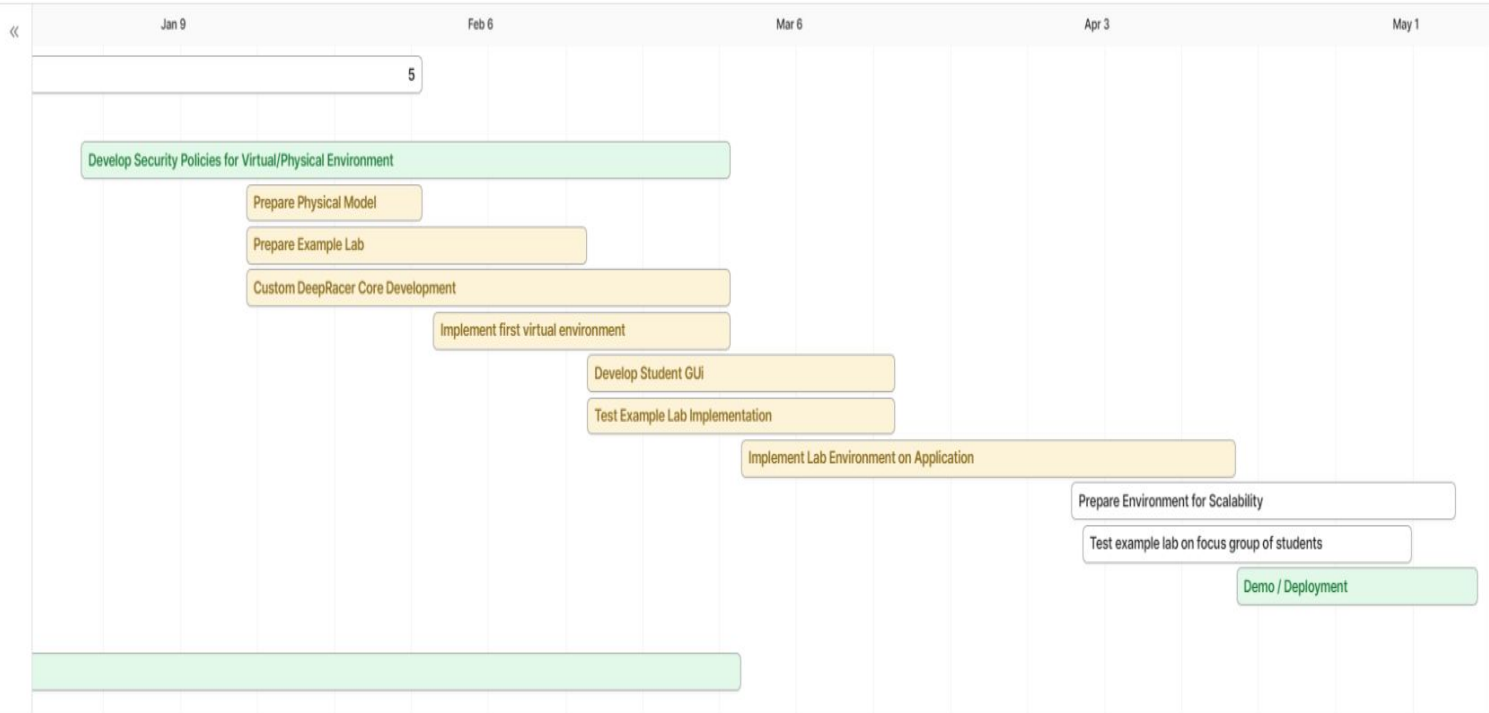 «
Jan 9 Feb 6 Mar 6 Apr 3 May 1
5
Develop Security Policies for Virtual/Physical Environment
Prepare Physical Model
Prepare Example Lab
Custom DeepRacer Core Development
Implement first virtual environment
Develop Student GUi
Test Example Lab Implementation
Implement Lab Environment on Application
Prepare Environment for Scalability
Test example lab on focus group of students
Demo / Deployment